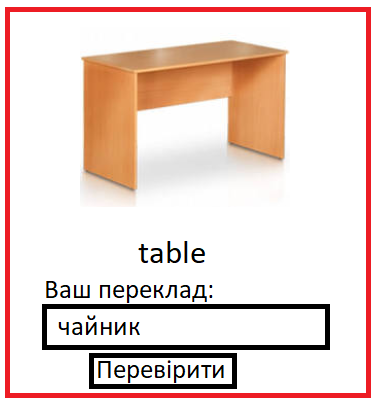 table
Ваш переклад:
чайник
Перевірити